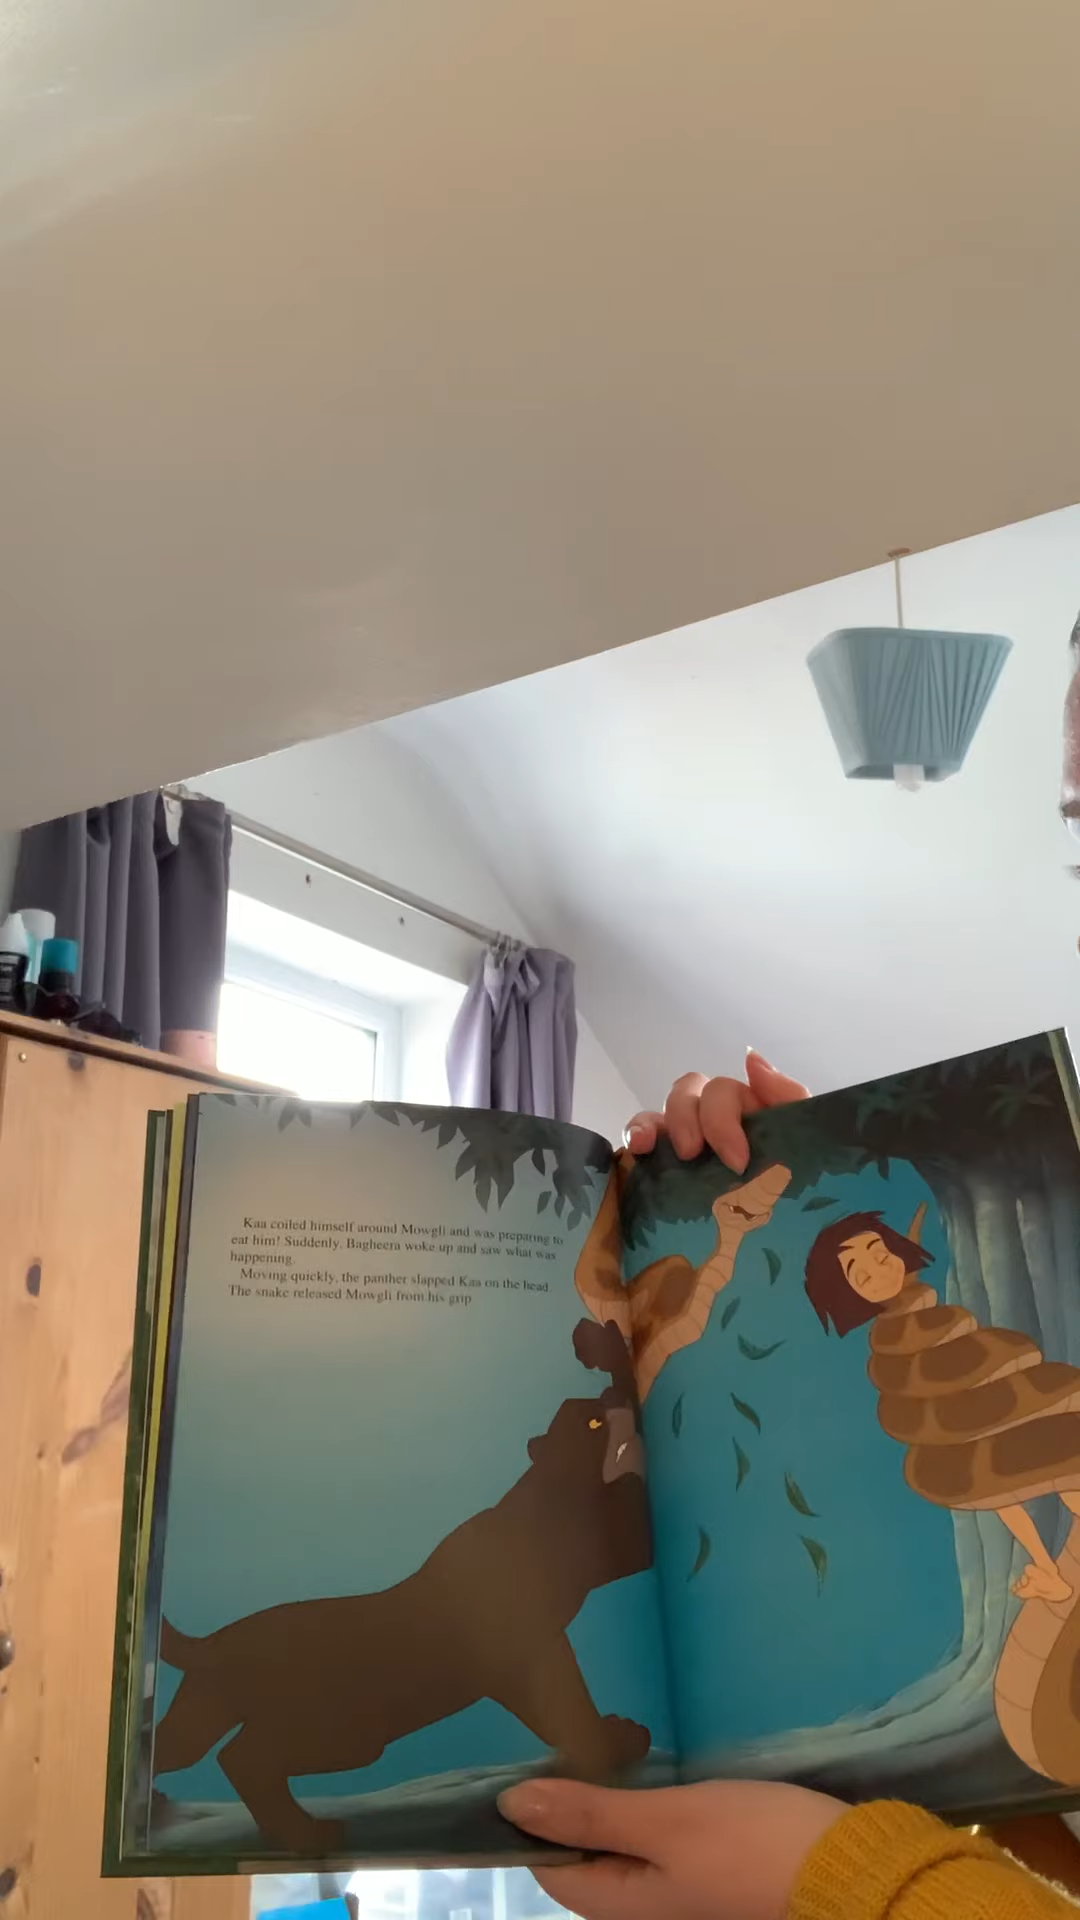 Kaa coiled himself around Mowgli and was preparing to
eat him! Suddenly, Bagheera woke up and saw what was
happening.
Moving quickly, the panther slapped Kaa on the head.
The snake released Mowgli from his grip